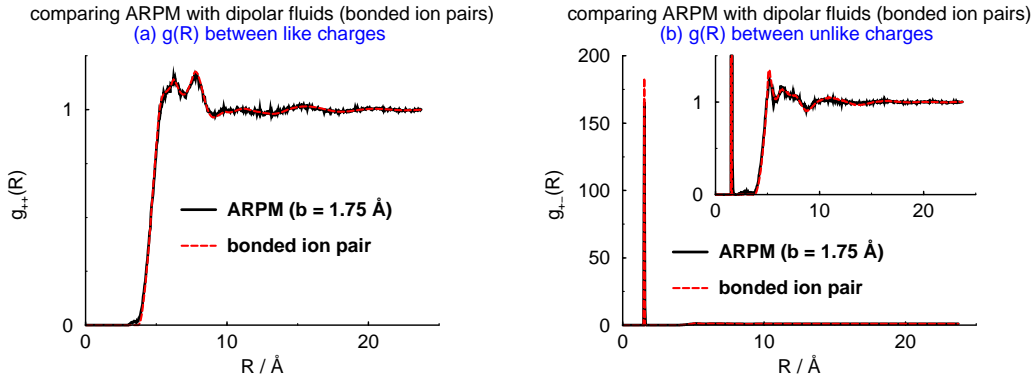 comparing ARPM with dipolar fluids (bonded ion pairs)
(a) g(R) between like charges
1
0
g₊₊(R)
ARPM (b = 1.75 Å)
bonded ion pair
0
10
20
R / Å
comparing ARPM with dipolar fluids (bonded ion pairs)
(b) g(R) between unlike charges
200
150
100
50
0
g₊₋(R)
1
0
0
10
20
ARPM (b = 1.75 Å)
bonded ion pair
0
10
20
R / Å